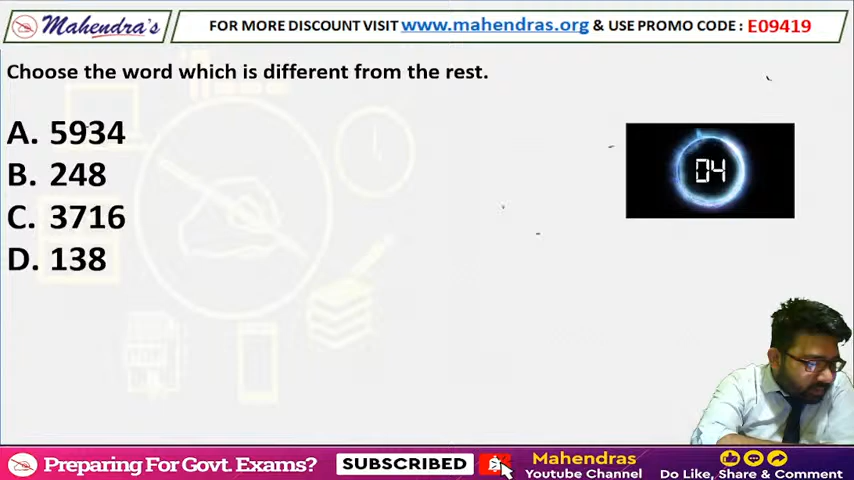 Mahendra's
FOR MORE DISCOUNT VISIT www.mahendras.org & USE PROMO CODE : E09419
Choose the word which is different from the rest.
A. 5934
B. 248
C. 3716
D. 138
04
Preparing For Govt. Exams?
SUBSCRIBED
Mahendras
Youtube Channel
Do Like, Share & Comment